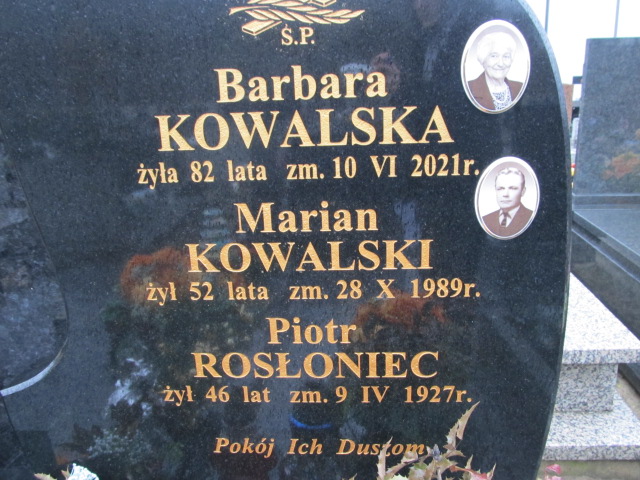 Ś.P.
Barbara
KOWALSKA
żyła 82 lata zm. 10 VI 2021r.
Marian
KOWALSKI
żył 52 lata zm. 28 X 1989r.
Piotr
ROSŁONIEC
żył 46 lat zm. 9 IV 1927r.
Pokój Ich Duszom